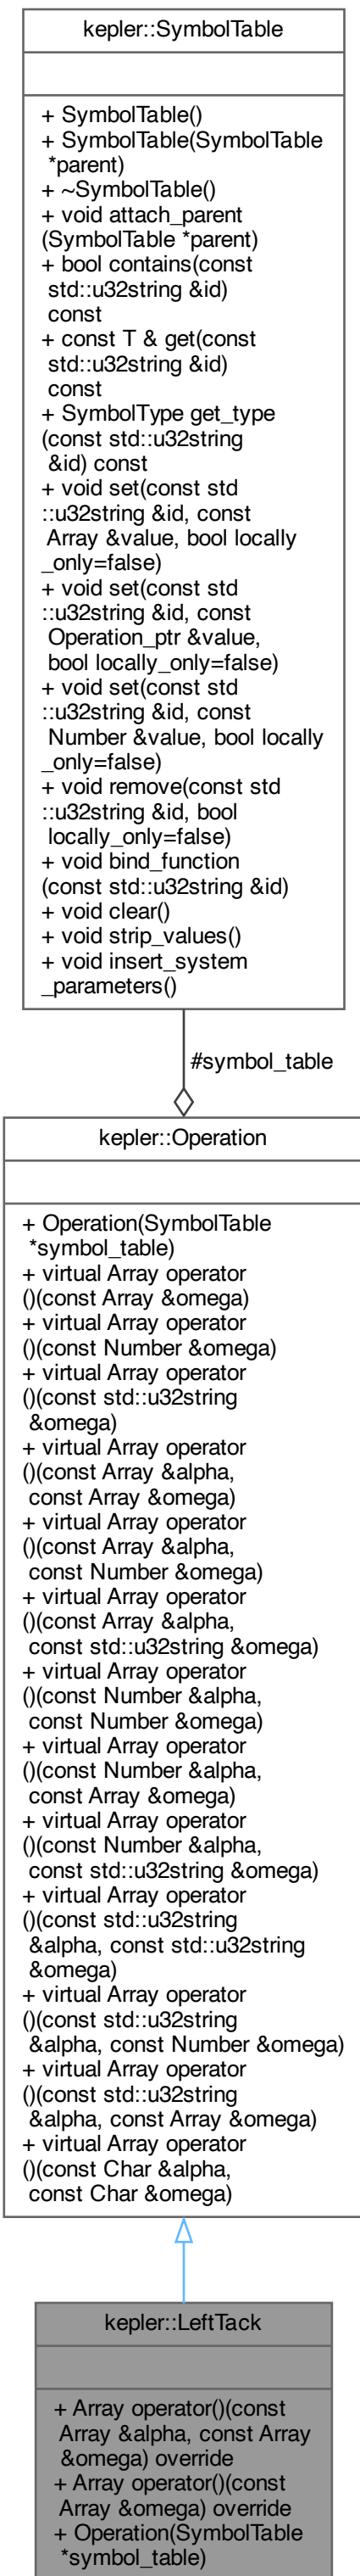 kepler::SymbolTable
+ SymbolTable()
+ SymbolTable(SymbolTable
*parent)
+ ~SymbolTable()
+ void attach_parent
(SymbolTable *parent)
+ bool contains(const
std::u32string &id)
const
+ const T & get(const
std::u32string &id)
const
+ SymbolType get_type
(const std::u32string
&id) const
+ void set(const std
::u32string &id, const
Array &value, bool locally
_only=false)
+ void set(const std
::u32string &id, const
Operation_ptr &value,
bool locally_only=false)
+ void set(const std
::u32string &id, const
Number &value, bool locally
_only=false)
+ void remove(const std
::u32string &id, bool
locally_only=false)
+ void bind_function
(const std::u32string &id)
+ void clear()
+ void strip_values()
+ void insert_system
_parameters()
#symbol_table
kepler::Operation
+ Operation(SymbolTable
*symbol_table)
+ virtual Array operator
()(const Array &omega)
+ virtual Array operator
()(const Number &omega)
+ virtual Array operator
()(const std::u32string
&omega)
+ virtual Array operator
()(const Array &alpha,
const Array &omega)
+ virtual Array operator
()(const Array &alpha,
const Number &omega)
+ virtual Array operator
()(const Array &alpha,
const std::u32string &omega)
+ virtual Array operator
()(const Number &alpha,
const Number &omega)
+ virtual Array operator
()(const Number &alpha,
const Array &omega)
+ virtual Array operator
()(const Number &alpha,
const std::u32string &omega)
+ virtual Array operator
()(const std::u32string
&alpha, const std::u32string
&omega)
+ virtual Array operator
()(const std::u32string
&alpha, const Number &omega)
+ virtual Array operator
()(const std::u32string
&alpha, const Array &omega)
+ virtual Array operator
()(const Char &alpha,
const Char &omega)
kepler::LeftTack
+ Array operator()(const
Array &alpha, const Array
&omega) override
+ Array operator()(const
Array &omega) override
+ Operation(SymbolTable
*symbol_table)